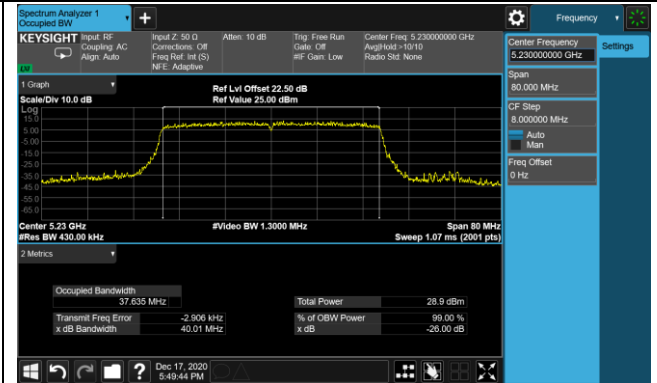 Spectrum Analyzer 1
Occupied BW
+
Frequency
KEYSIGHT
Input: RF
Coupling: AC
Align: Auto
Input Z: 50 Ω
Corrections: Off
Freq Ref: Int (S)
NFE: Adaptive
Atten: 10 dB
Trig: Free Run
Gate: Off
#IF Gain: Low
Center Freq: 5.230000000 GHz
Avg|Hold:>10/10
Radio Std: None
Center Frequency
5.230000000 GHz
Settings
Span
80.000 MHz
CF Step
8.000000 MHz
Auto
Man
Freq Offset
0 Hz
1 Graph
Scale/Div 10.0 dB
Ref Lvl Offset 22.50 dB
Ref Value 25.00 dBm
Log
15.0
5.00
-5.00
-15.0
-25.0
-35.0
-45.0
-55.0
-65.0
Center 5.23 GHz
#Video BW 1.3000 MHz
Span 80 MHz
#Res BW 430.00 kHz
Sweep 1.07 ms (2001 pts)
2 Metrics
Occupied Bandwidth
37.635 MHz
Total Power 28.9 dBm
Transmit Freq Error -2.906 kHz
% of OBW Power 99.00 %
x dB Bandwidth 40.01 MHz
x dB -26.00 dB
?
Dec 17, 2020
5:49:44 PM